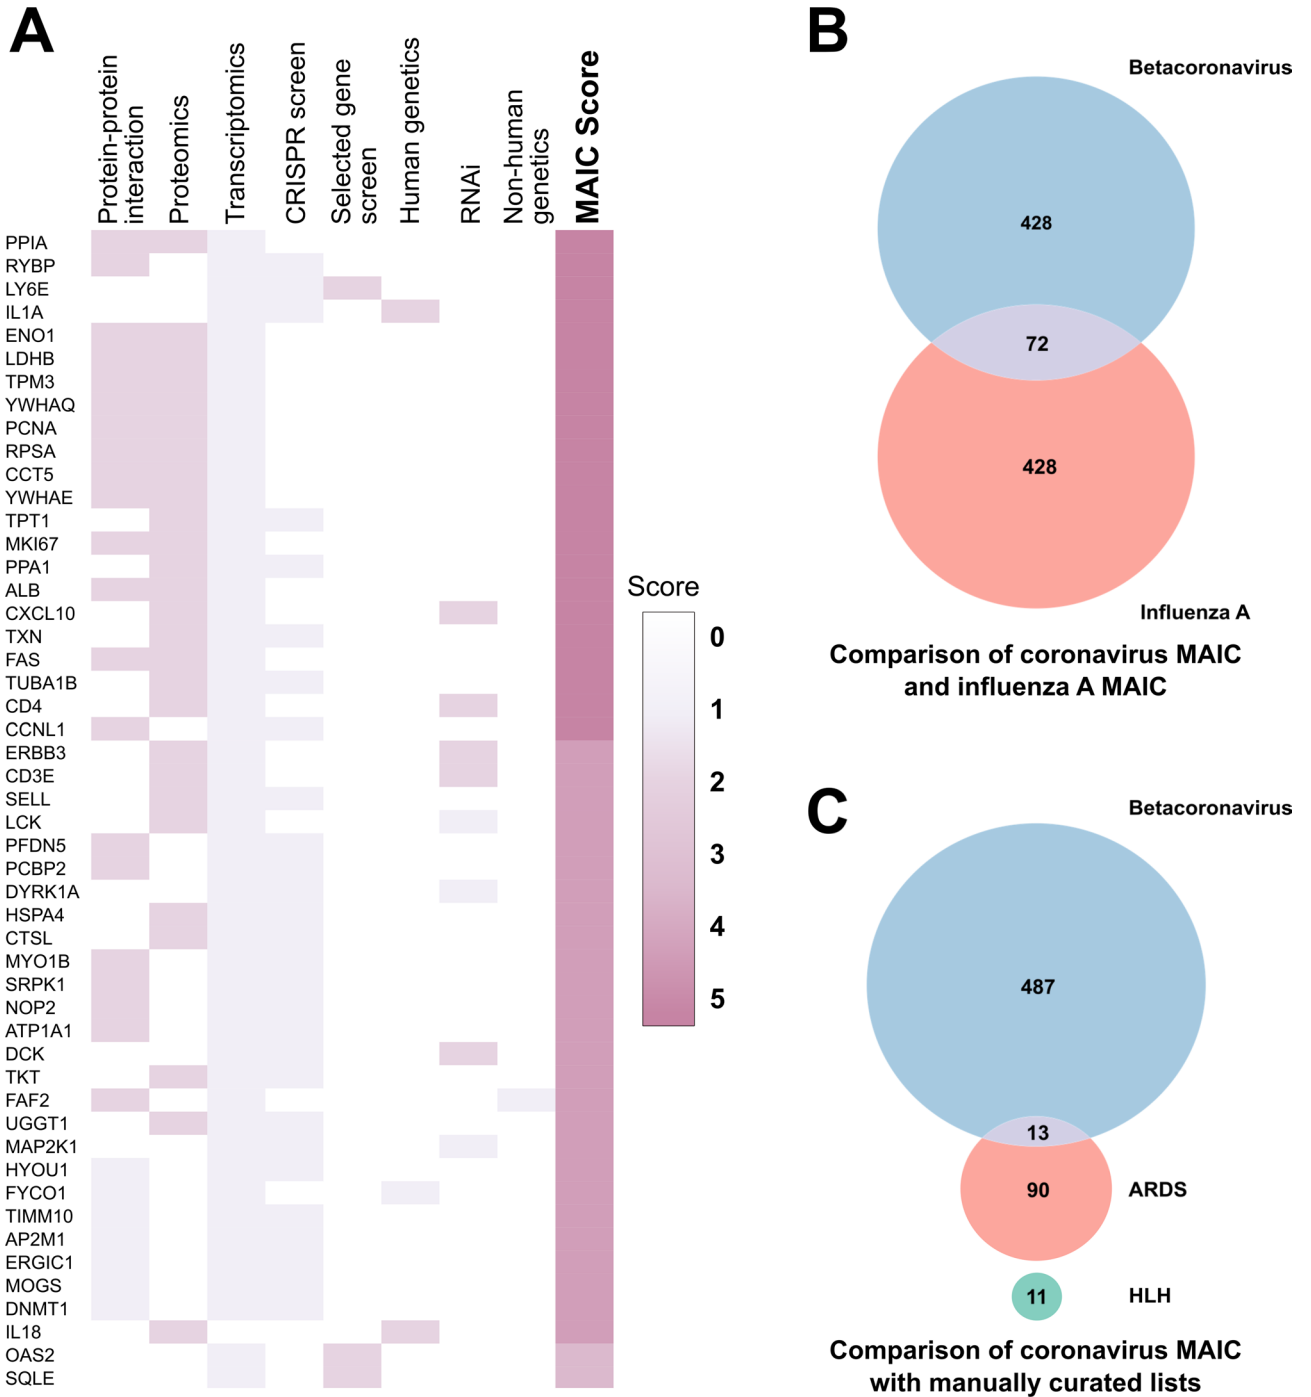 A
Protein-protein
interaction
Proteomics
Transcriptomics
CRISPR screen
Selected gene
screen
Human genetics
RNAi
Non-human
genetics
MAIC Score
PPIA
RYBP
LY6E
IL1A
ENO1
LDHB
TPM3
YWHAQ
PCNA
RPSA
CCT5
YWHAE
TPT1
MKI67
PPA1
ALB
CXCL10
TXN
FAS
TUBA1B
CD4
CCNL1
ERBB3
CD3E
SELL
LCK
PFDN5
PCBP2
DYRK1A
HSPA4
CTSL
MYO1B
SRPK1
NOP2
ATP1A1
DCK
TKT
FAF2
UGGT1
MAP2K1
HYOU1
FYCO1
TIMM10
AP2M1
ERGIC1
MOGS
DNMT1
IL18
OAS2
SQLE
Score
0
1
2
3
4
5
B
Betacoronavirus
428
72
428
Influenza A
Comparison of coronavirus MAIC
and influenza A MAIC
C
Betacoronavirus
487
13
90
ARDS
11
HLH
Comparison of coronavirus MAIC
with manually curated lists